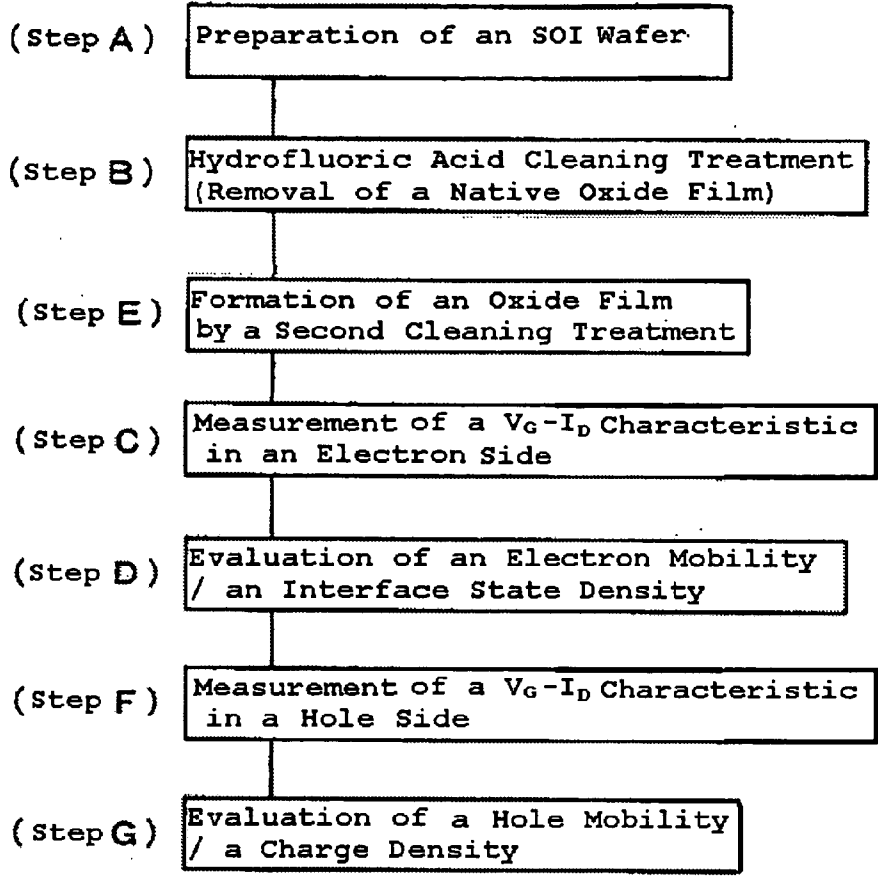 (Step A) Preparation of an SOI Wafer
(Step B) Hydrofluoric Acid Cleaning Treatment
(Removal of a Native Oxide Film)
(Step E) Formation of an Oxide Film
by a Second Cleaning Treatment
(Step C) Measurement of a VG-ID Characteristic
in an Electron Side
(Step D) Evaluation of an Electron Mobility
/ an Interface State Density
(Step F) Measurement of a VG-ID Characteristic
in a Hole Side
(Step G) Evaluation of a Hole Mobility
/ a Charge Density